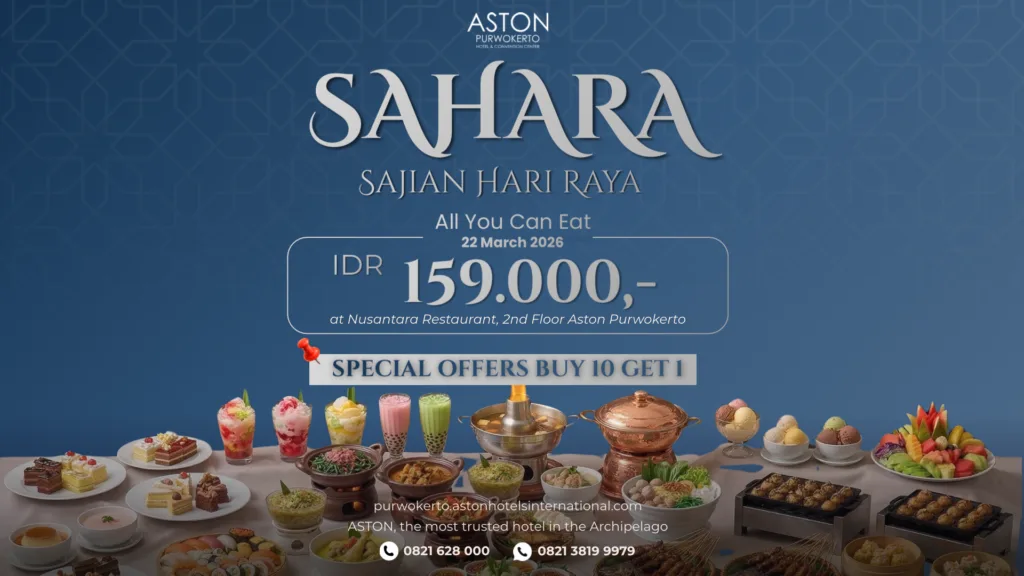 ASTON
PURWOKERTO
HOTEL & CONVENTION CENTER
SAHARA
SAJIAN HARI RAYA
All You Can Eat
22 March 2026
IDR 159.000,-
at Nusantara Restaurant, 2nd Floor Aston Purwokerto
SPECIAL OFFERS BUY 10 GET 1
purwokerto.astonhotelsinternational.com
ASTON, the most trusted hotel in the Archipelago
0821 628 000 0821 3819 9979